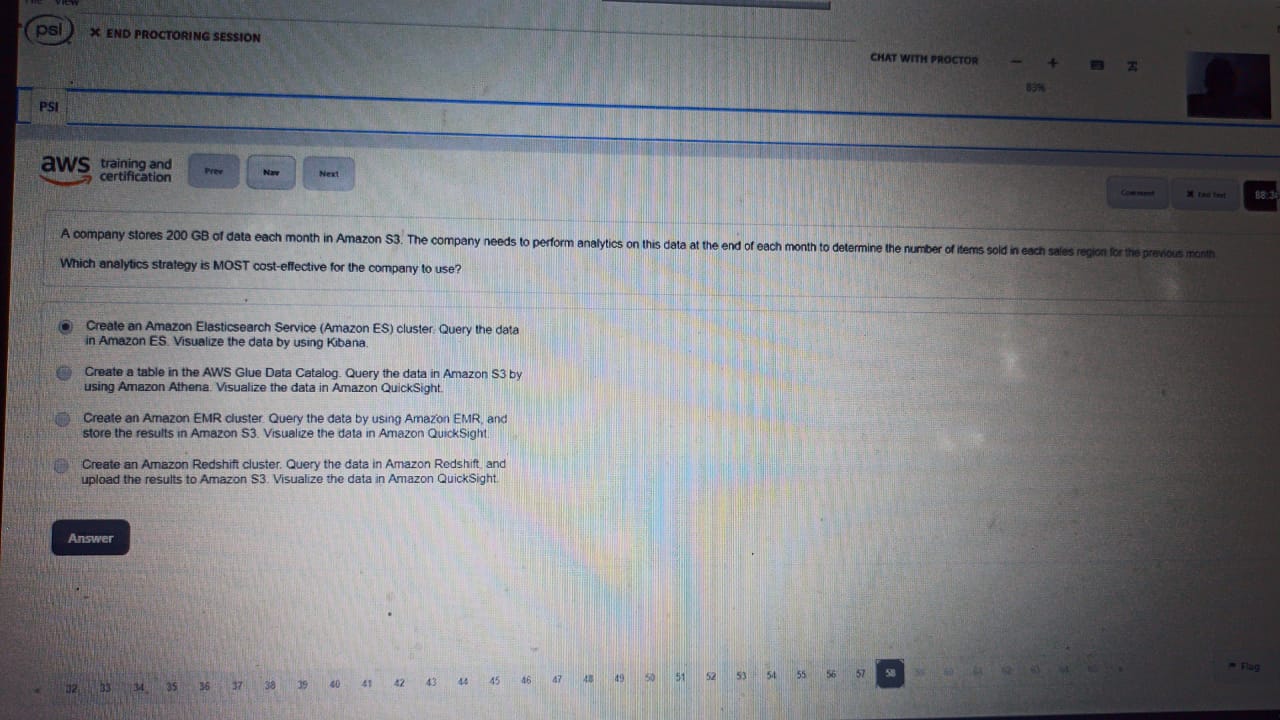 View
psi
× END PROCTORING SESSION
CHAT WITH PROCTOR
83%
PSI
aws training and
certification
Prev
Nav
Next
Comment
× End Test
A company stores 200 GB of data each month in Amazon S3. The company needs to perform analytics on this data at the end of each month to determine the number of items sold in each sales region for the previous month.
Which analytics strategy is MOST cost-effective for the company to use?
Create an Amazon Elasticsearch Service (Amazon ES) cluster. Query the data
in Amazon ES. Visualize the data by using Kibana.
Create a table in the AWS Glue Data Catalog. Query the data in Amazon S3 by
using Amazon Athena. Visualize the data in Amazon QuickSight.
Create an Amazon EMR cluster. Query the data by using Amazon EMR, and
store the results in Amazon S3. Visualize the data in Amazon QuickSight.
Create an Amazon Redshift cluster. Query the data in Amazon Redshift, and
upload the results to Amazon S3. Visualize the data in Amazon QuickSight.
Answer
32 33 34 35 36 37 38 39 40 41 42 43 44 45 46 47 48 49 50 51 52 53 54 55 56 57 58
Flag